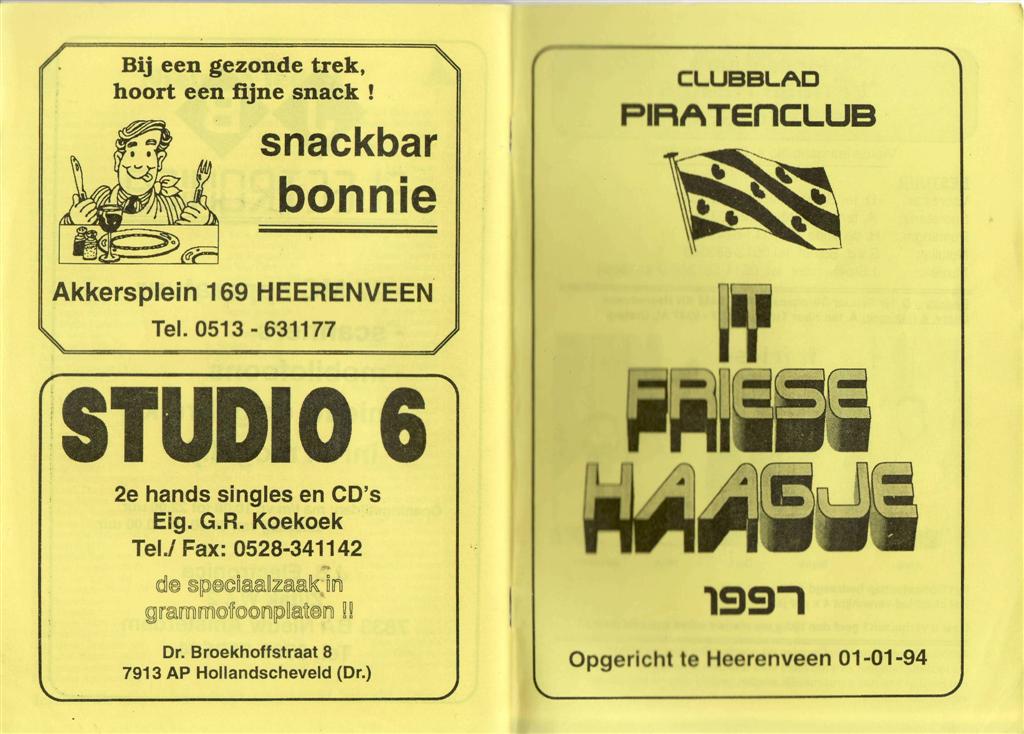 Bij een gezonde trek,
hoort een fijne snack !
snackbar
bonnie
Akkersplein 169 HEERENVEEN
Tel. 0513 - 631177
STUDIO 6
2e hands singles en CD's
Eig. G.R. Koekoek
Tel./ Fax: 0528-341142
de speciaalzaak in
grammofoonplaten !!
Dr. Broekhoffstraat 8
7913 AP Hollandscheveld (Dr.)
CLUBBLAD
PIRATENCLUB
IT
FRIESE
HAAGJE
1997
Opgericht te Heerenveen 01-01-94